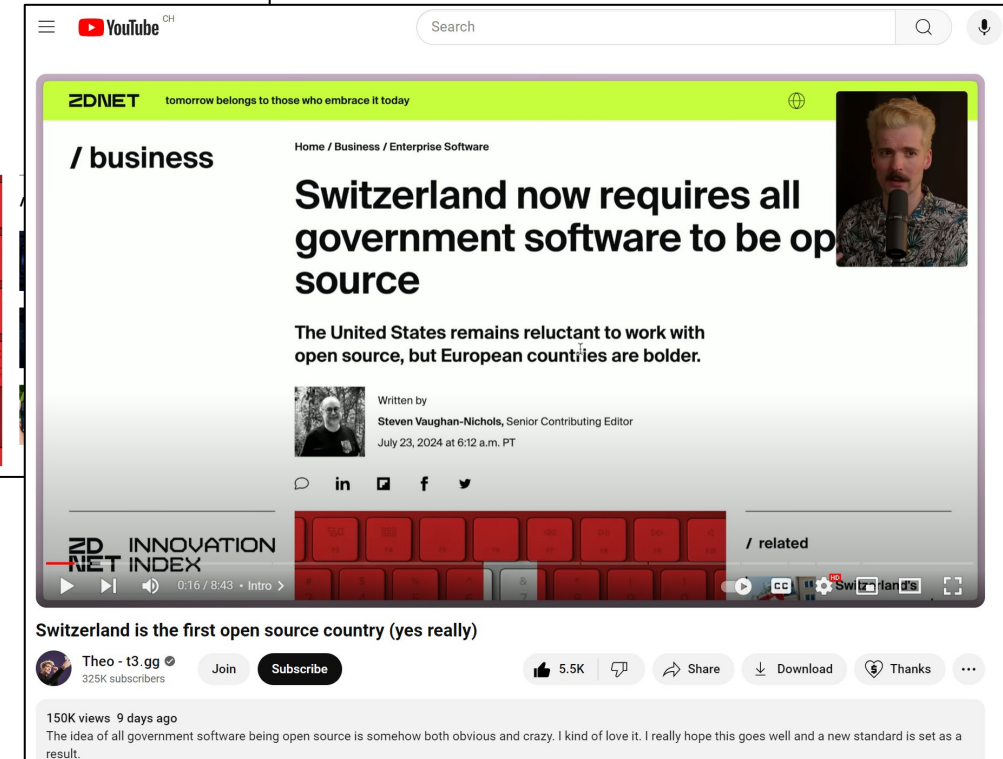 YouTube CH
Search
ZDNET tomorrow belongs to those who embrace it today
/ business
Home / Business / Enterprise Software
Switzerland now requires all
government software to be op
source
The United States remains reluctant to work with
open source, but European countries are bolder.
Written by
Steven Vaughan-Nichols, Senior Contributing Editor
July 23, 2024 at 6:12 a.m. PT
in f
ZD INNOVATION
NET INDEX
/ related
Switzerland's
0:16 / 8:43 • Intro
CC HD
Switzerland is the first open source country (yes really)
Theo - t3.gg
325K subscribers
Join
Subscribe
5.5K
Share
Download
Thanks
150K views 9 days ago
The idea of all government software being open source is somehow both obvious and crazy. I kind of love it. I really hope this goes well and a new standard is set as a
result.